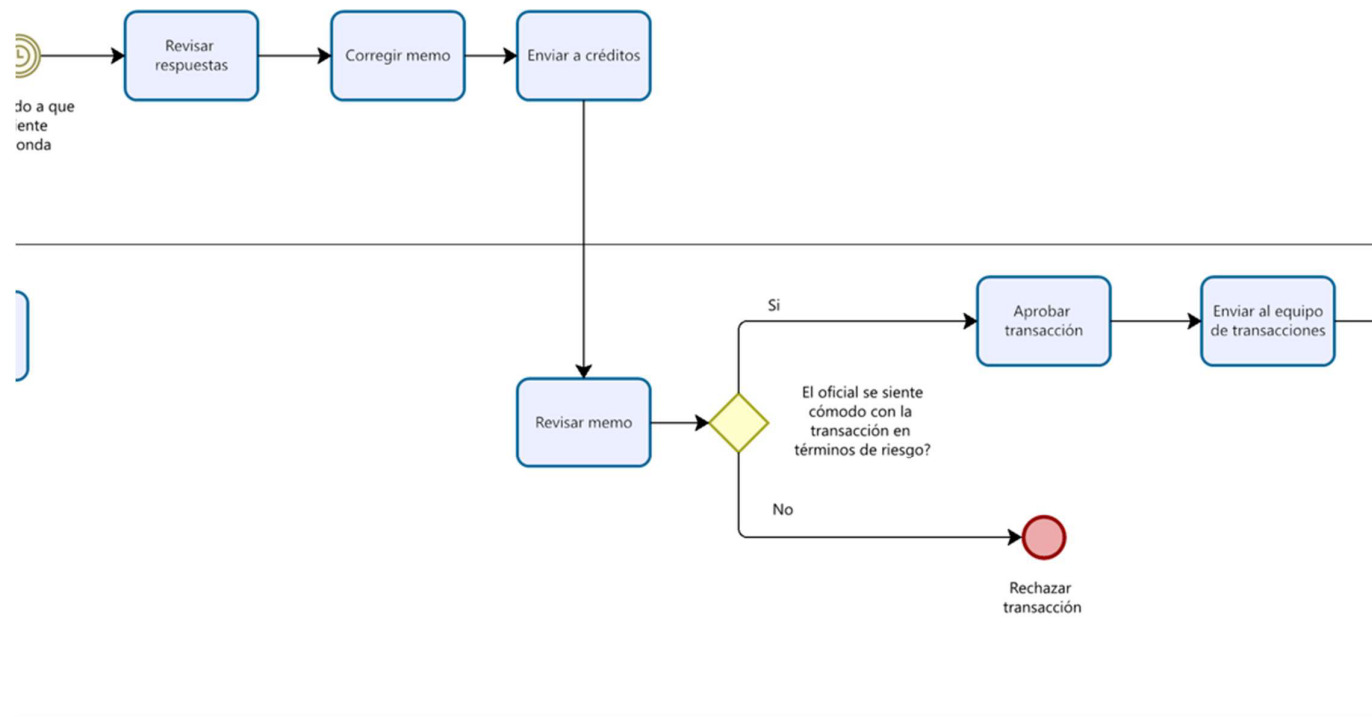 Revisar
respuestas
Corregir memo
Enviar a créditos
do a que
iente
onda
Si
Aprobar
transacción
Enviar al equipo
de transacciones
El oficial se siente
cómodo con la
transacción en
términos de riesgo?
Revisar memo
No
Rechazar
transacción